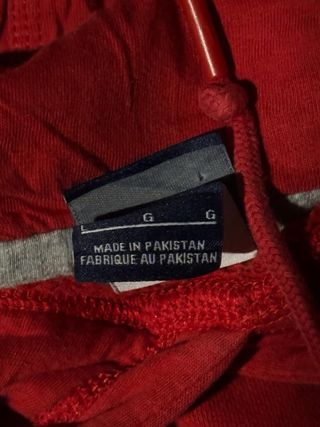 L G G
MADE IN PAKISTAN
FABRIQUE AU PAKISTAN